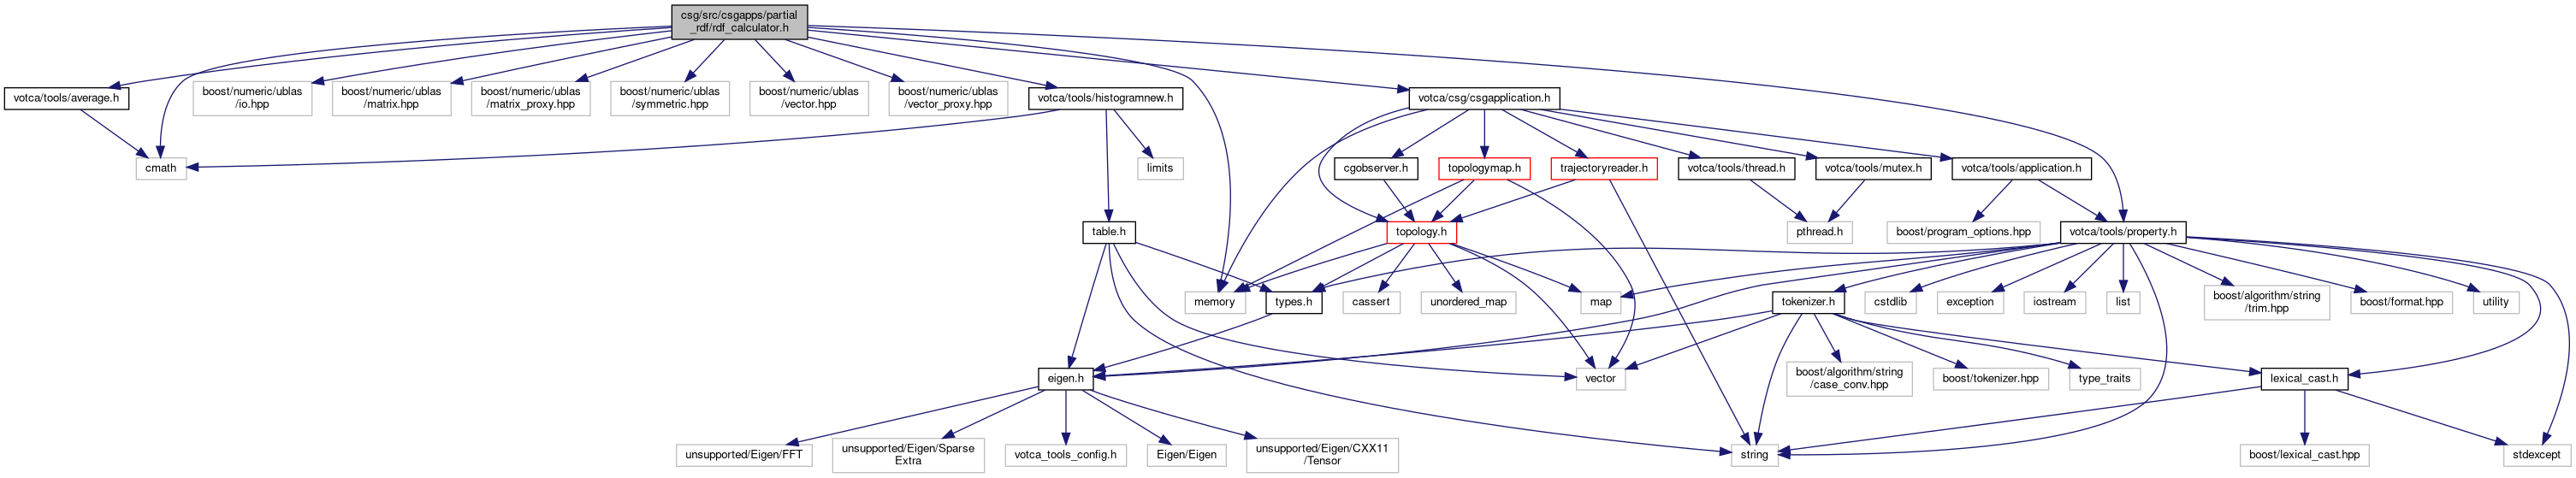 csg/src/csgapps/partial
_rdf/rdf_calculator.h
votca/tools/average.h
boost/numeric/ublas
/io.hpp
boost/numeric/ublas
/matrix.hpp
boost/numeric/ublas
/matrix_proxy.hpp
boost/numeric/ublas
/symmetric.hpp
boost/numeric/ublas
/vector.hpp
boost/numeric/ublas
/vector_proxy.hpp
votca/tools/histogramnew.h
votca/csg/csgapplication.h
cmath
limits
cgobserver.h
topologymap.h
trajectoryreader.h
votca/tools/thread.h
votca/tools/mutex.h
votca/tools/application.h
table.h
topology.h
pthread.h
boost/program_options.hpp
votca/tools/property.h
memory
types.h
cassert
unordered_map
map
tokenizer.h
cstdlib
exception
iostream
list
boost/algorithm/string
/trim.hpp
boost/format.hpp
utility
eigen.h
vector
boost/algorithm/string
/case_conv.hpp
boost/tokenizer.hpp
type_traits
lexical_cast.h
unsupported/Eigen/FFT
unsupported/Eigen/Sparse
Extra
votca_tools_config.h
Eigen/Eigen
unsupported/Eigen/CXX11
/Tensor
string
boost/lexical_cast.hpp
stdexcept